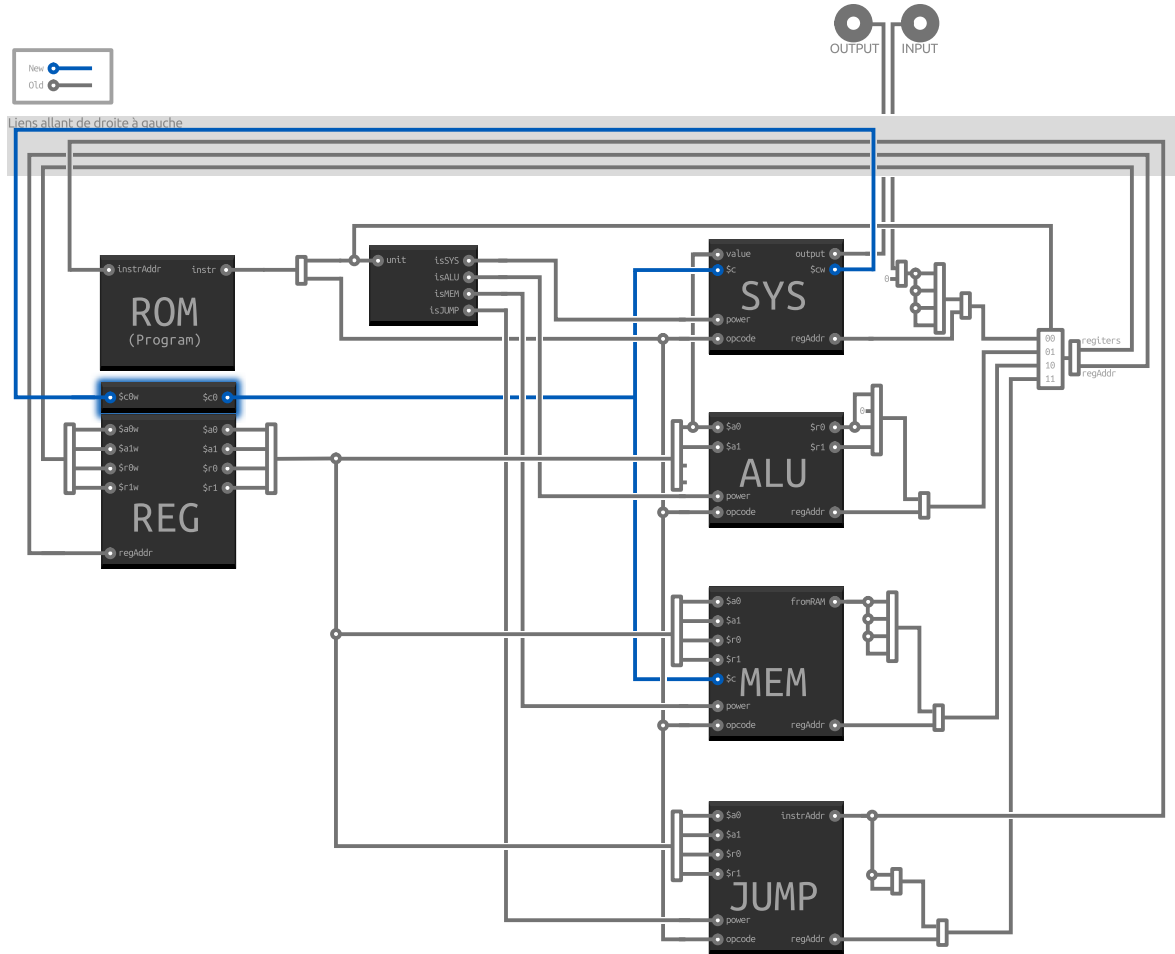 OUTPUT
INPUT
New
Old
Liens allant de droite à gauche
instrAddr
instr
ROM
(Program)
unit
isSYS
isALU
isMEM
isJUMP
value
$c
output
$cw
SYS
power
opcode
regAddr
0
00
01
10
11
regiters
regAddr
$c0w
$c0
$a0w
$a1w
$r0w
$r1w
$a0
$a1
$r0
$r1
REG
regAddr
$a0
$a1
$r0
$r1
0
ALU
power
opcode
regAddr
$a0
$a1
$r0
$r1
$c
fromRAM
MEM
power
opcode
regAddr
$a0
$a1
$r0
$r1
instrAddr
JUMP
power
opcode
regAddr